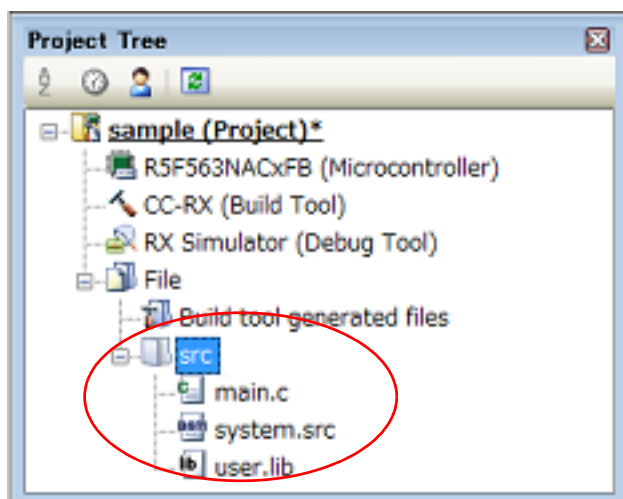 Project Tree
sample (Project)*
R5F563NACxFB (Microcontroller)
CC-RX (Build Tool)
RX Simulator (Debug Tool)
File
Build tool generated files
src
main.c
system.src
user.lib